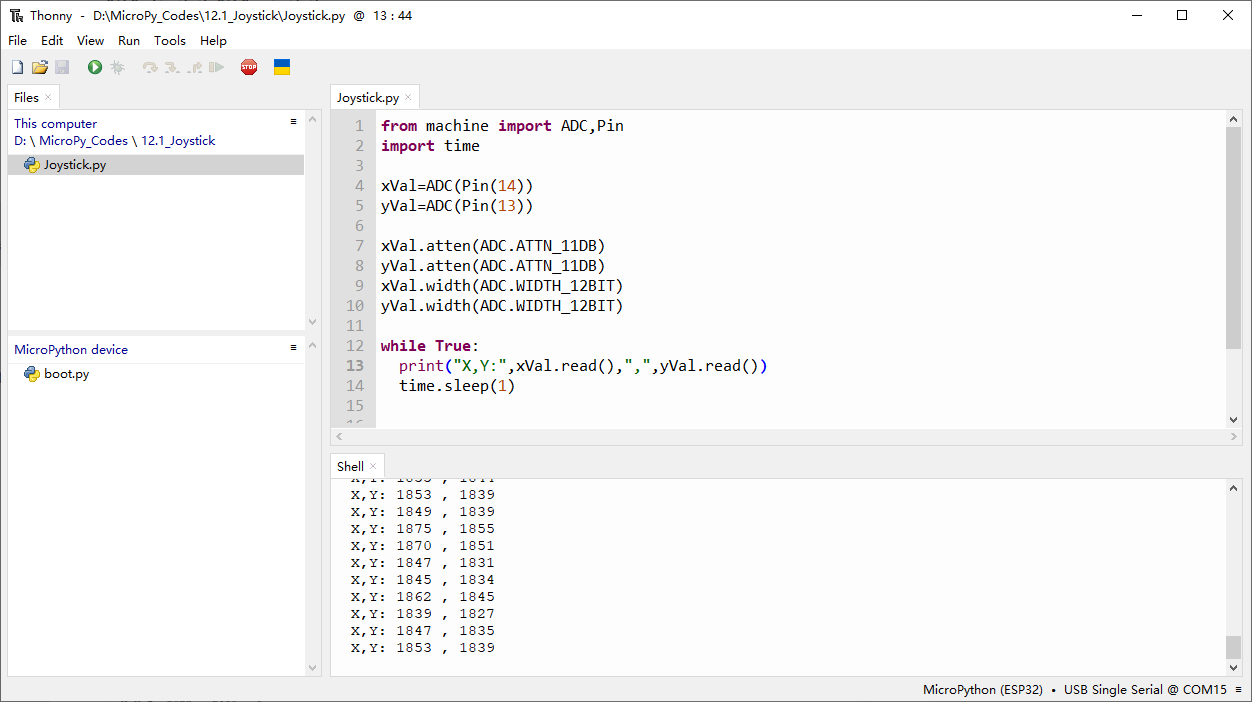 Thonny - D:\MicroPy_Codes\12.1_Joystick\Joystick.py @ 13 : 44
File Edit View Run Tools Help
STOP
Files
This computer
D: \ MicroPy_Codes \ 12.1_Joystick
Joystick.py
MicroPython device
boot.py
Joystick.py
1 from machine import ADC,Pin
2 import time
3
4 xVal=ADC(Pin(14))
5 yVal=ADC(Pin(13))
6
7 xVal.atten(ADC.ATTN_11DB)
8 yVal.atten(ADC.ATTN_11DB)
9 xVal.width(ADC.WIDTH_12BIT)
10 yVal.width(ADC.WIDTH_12BIT)
11
12 while True:
13 print("X,Y:",xVal.read(),",",yVal.read())
14 time.sleep(1)
15
Shell
X,Y: 1853 , 1839
X,Y: 1849 , 1839
X,Y: 1875 , 1855
X,Y: 1870 , 1851
X,Y: 1847 , 1831
X,Y: 1845 , 1834
X,Y: 1862 , 1845
X,Y: 1839 , 1827
X,Y: 1847 , 1835
X,Y: 1853 , 1839
MicroPython (ESP32) • USB Single Serial @ COM15